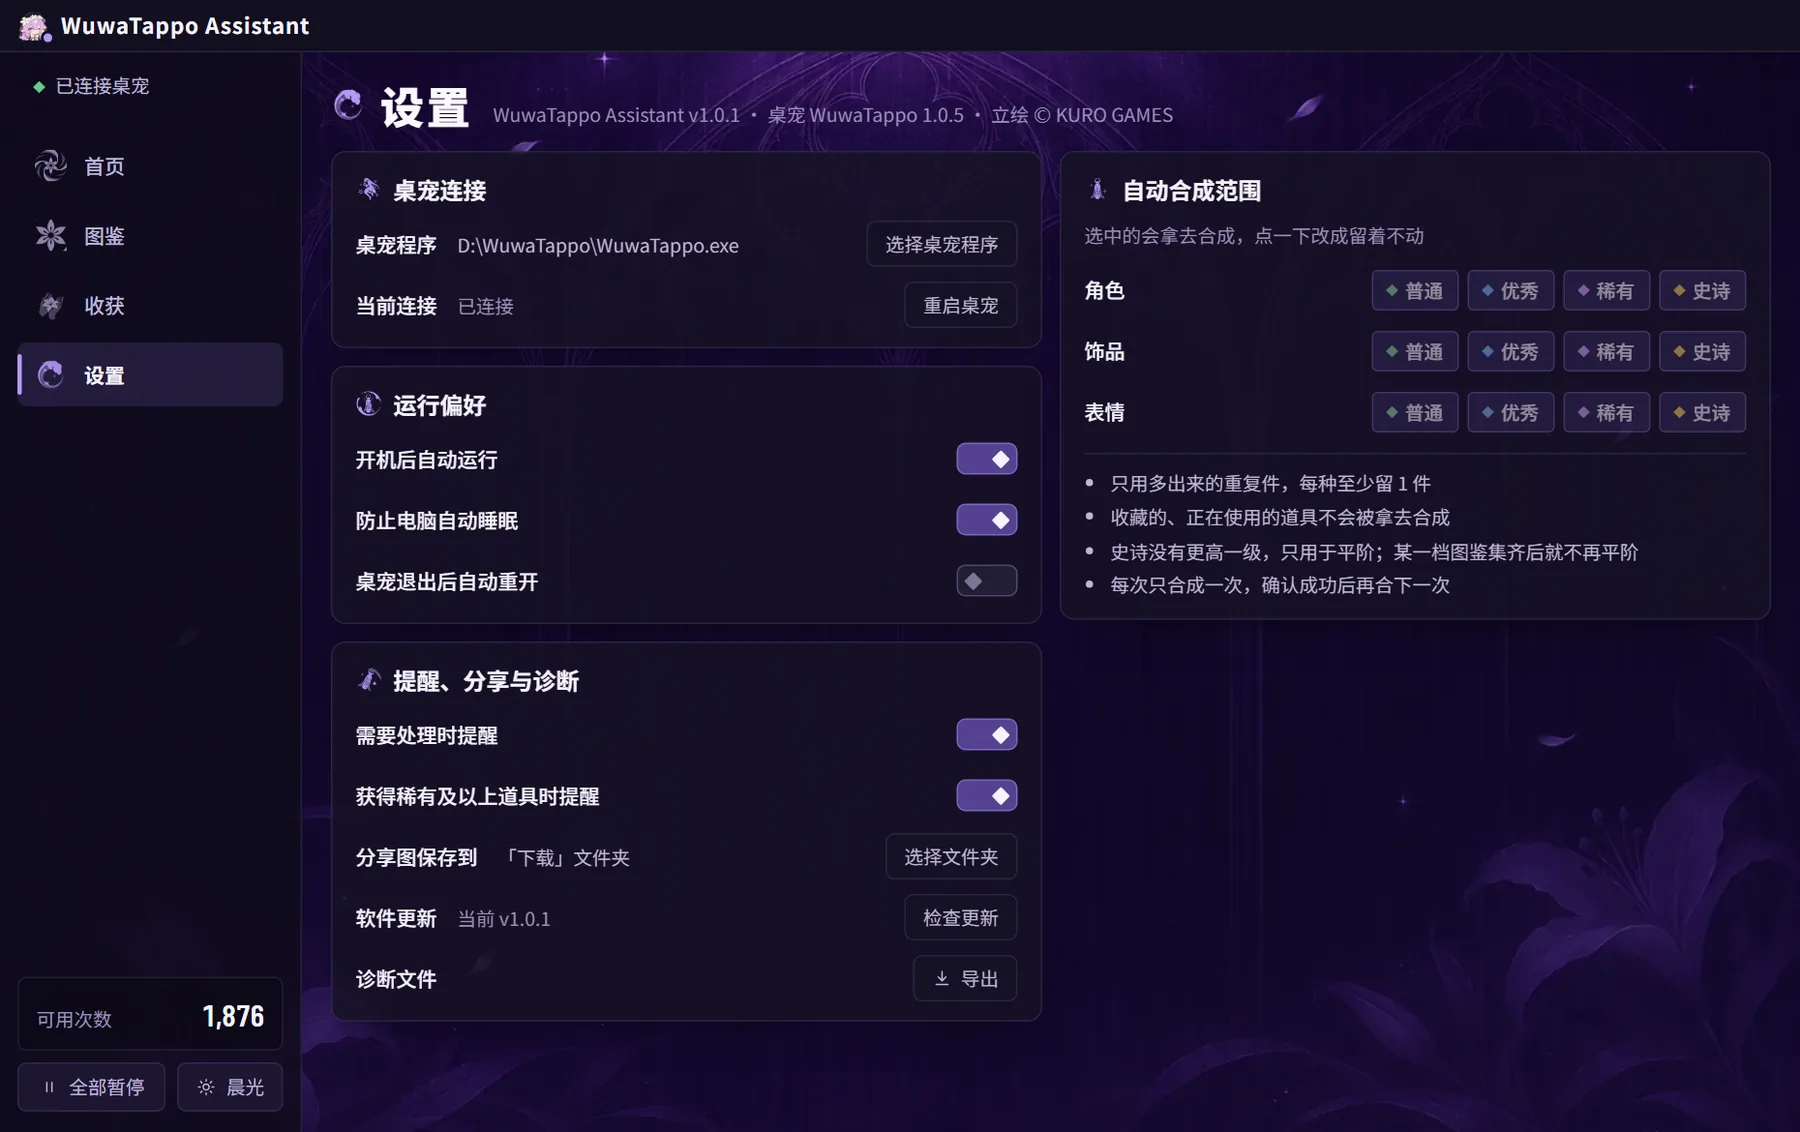 WuwaTappo Assistant
已连接桌宠
首页
图鉴
收获
设置
可用次数 1,876
全部暂停
晨光
设置 WuwaTappo Assistant v1.0.1 • 桌宠 WuwaTappo 1.0.5 • 立绘 © KURO GAMES
桌宠连接
桌宠程序 D:\WuwaTappo\WuwaTappo.exe 选择桌宠程序
当前连接 已连接 重启桌宠
运行偏好
开机后自动运行
防止电脑自动睡眠
桌宠退出后自动重开
提醒、分享与诊断
需要处理时提醒
获得稀有及以上道具时提醒
分享图保存到 「下载」文件夹 选择文件夹
软件更新 当前 v1.0.1 检查更新
诊断文件 导出
自动合成范围
选中的会拿去合成，点一下改成留着不动
角色 普通 优秀 稀有 史诗
饰品 普通 优秀 稀有 史诗
表情 普通 优秀 稀有 史诗
• 只用多出来的重复件，每种至少留 1 件
• 收藏的、正在使用的道具不会被拿去合成
• 史诗没有更高一级，只用于平阶；某一档图鉴集齐后就不再平阶
• 每次只合成一次，确认成功后再合下一次